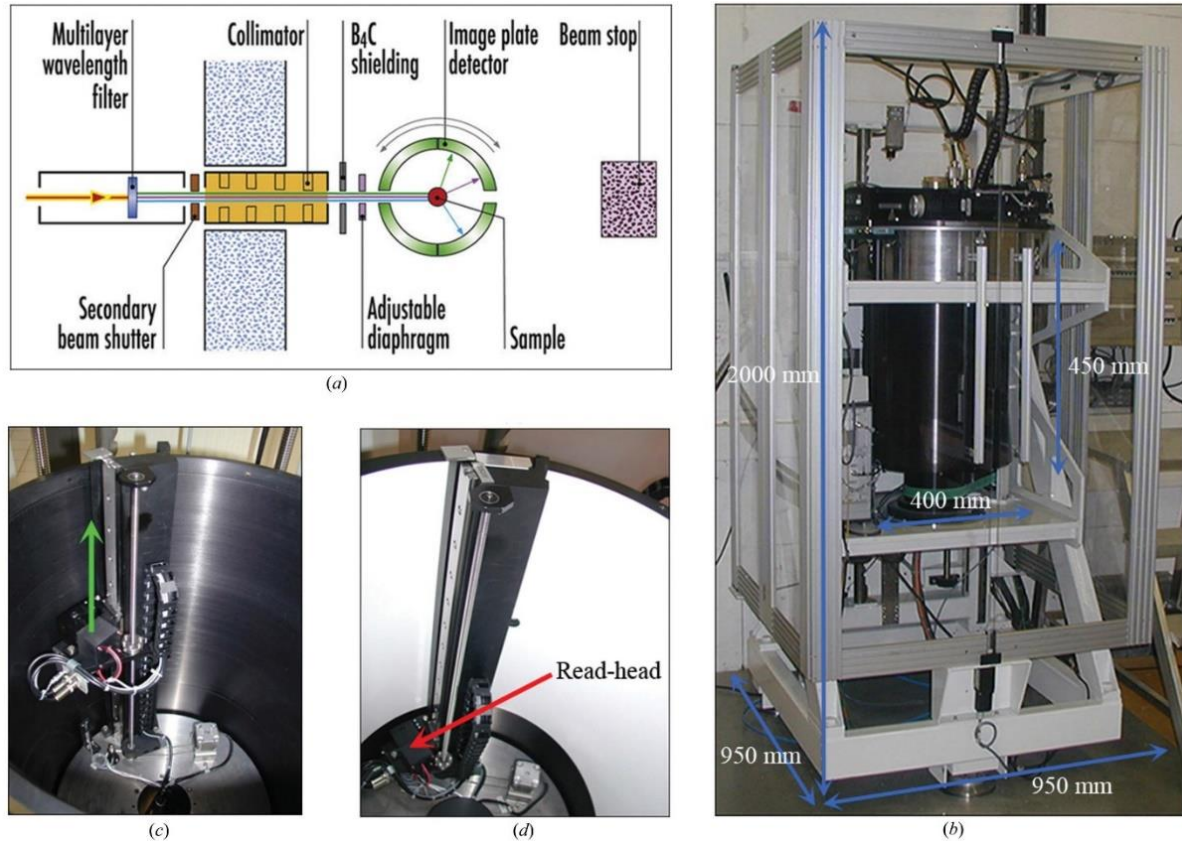 Multilayer
wavelength
filter
Collimator
B₄C
shielding
Image plate
detector
Beam stop
Secondary
beam shutter
Adjustable
diaphragm
Sample
(a)
2000 mm
450 mm
400 mm
950 mm
950 mm
(b)
(c)
Read-head
(d)